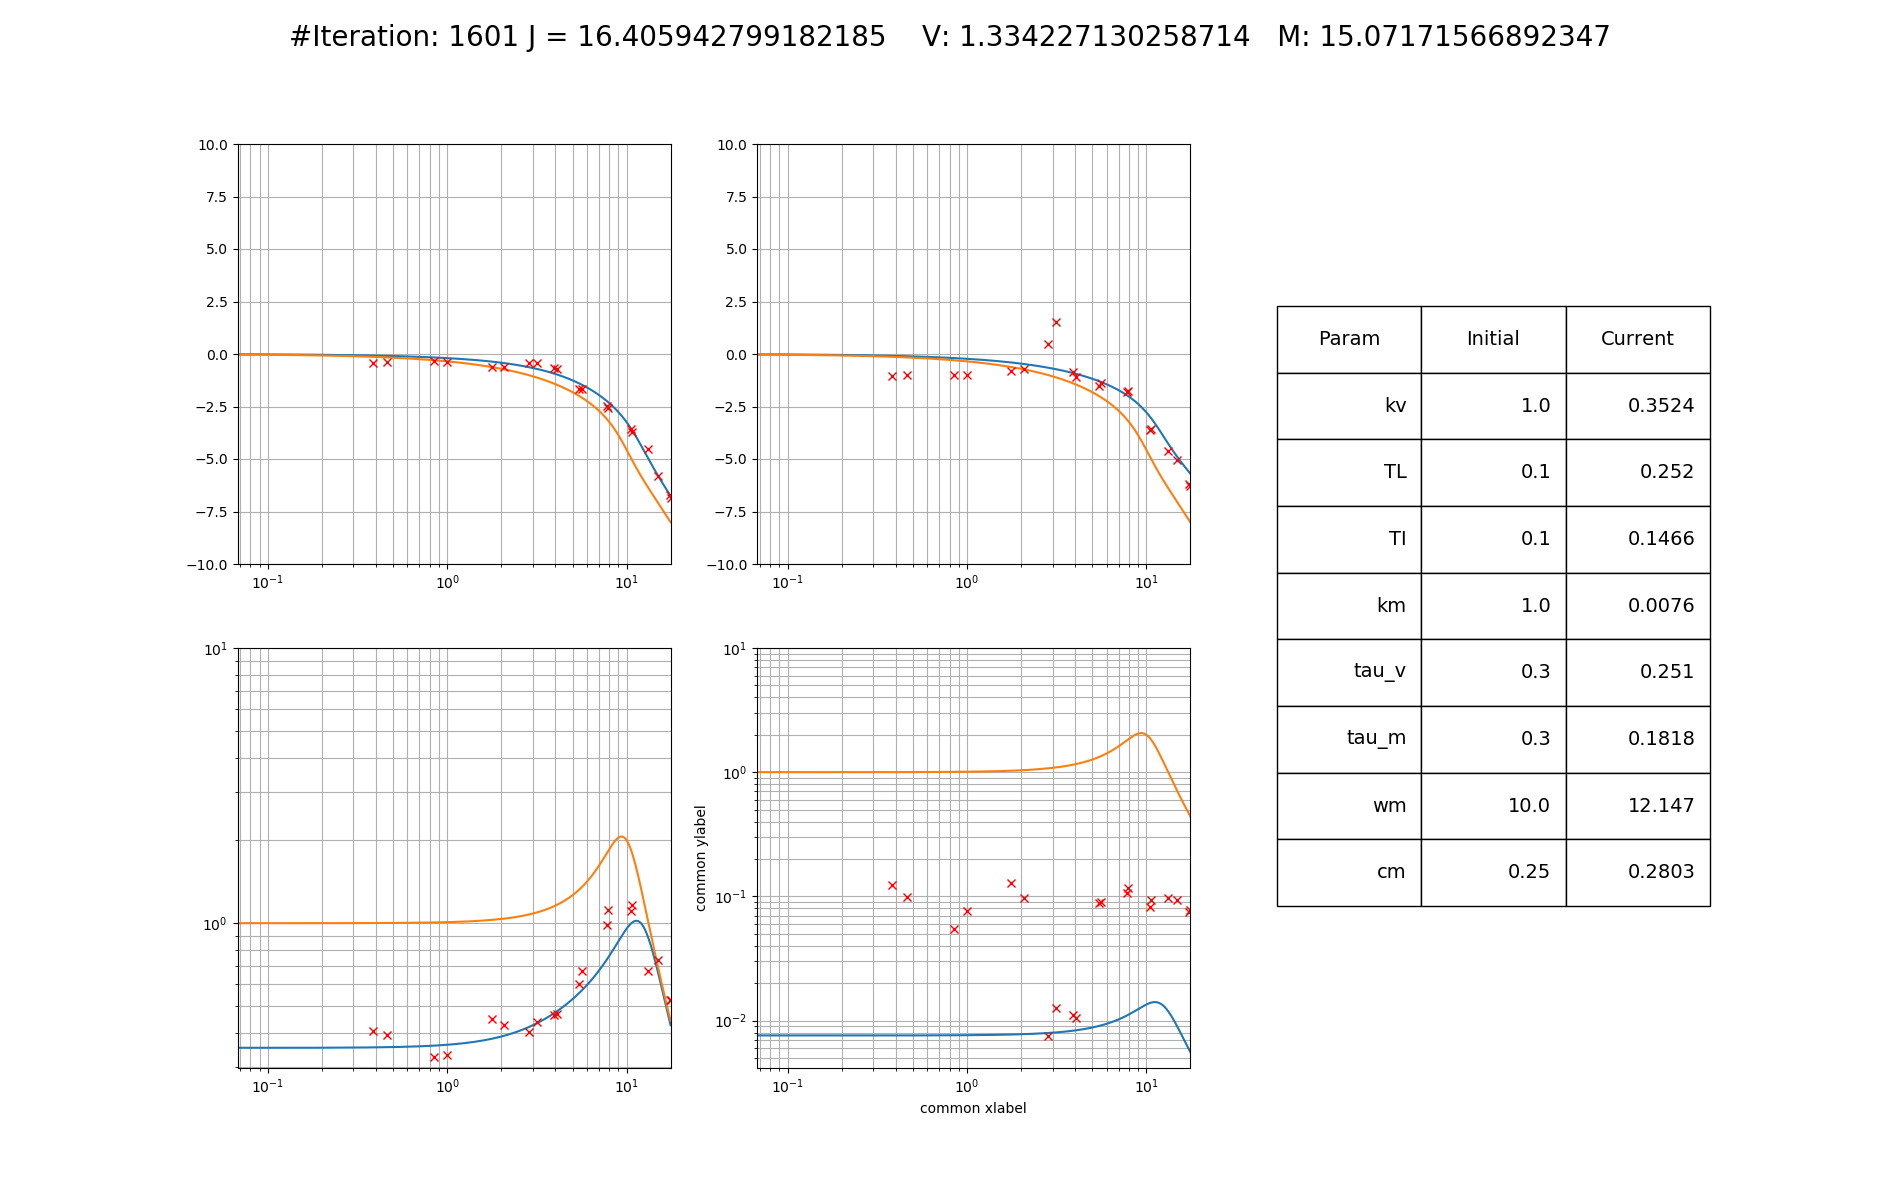 #Iteration: 1601 J = 16.405942799182185    V: 1.334227130258714   M: 15.07171566892347
10.0
7.5
5.0
2.5
0.0
−2.5
−5.0
−7.5
−10.0
10⁻¹ 10⁰ 10¹
10.0
7.5
5.0
2.5
0.0
−2.5
−5.0
−7.5
−10.0
10⁻¹ 10⁰ 10¹
10¹
10⁰
10⁻¹ 10⁰ 10¹
common ylabel
10¹
10⁰
10⁻¹
10⁻²
10⁻¹ 10⁰ 10¹
common xlabel
Param Initial Current
kv 1.0 0.3524
TL 0.1 0.252
TI 0.1 0.1466
km 1.0 0.0076
tau_v 0.3 0.251
tau_m 0.3 0.1818
wm 10.0 12.147
cm 0.25 0.2803